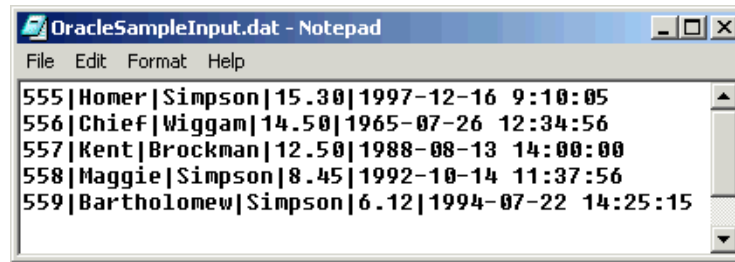 OracleSampleInput.dat - Notepad
File Edit Format Help
555|Homer|Simpson|15.30|1997-12-16 9:10:05
556|Chief|Wiggam|14.50|1965-07-26 12:34:56
557|Kent|Brockman|12.50|1988-08-13 14:00:00
558|Maggie|Simpson|8.45|1992-10-14 11:37:56
559|Bartholomew|Simpson|6.12|1994-07-22 14:25:15